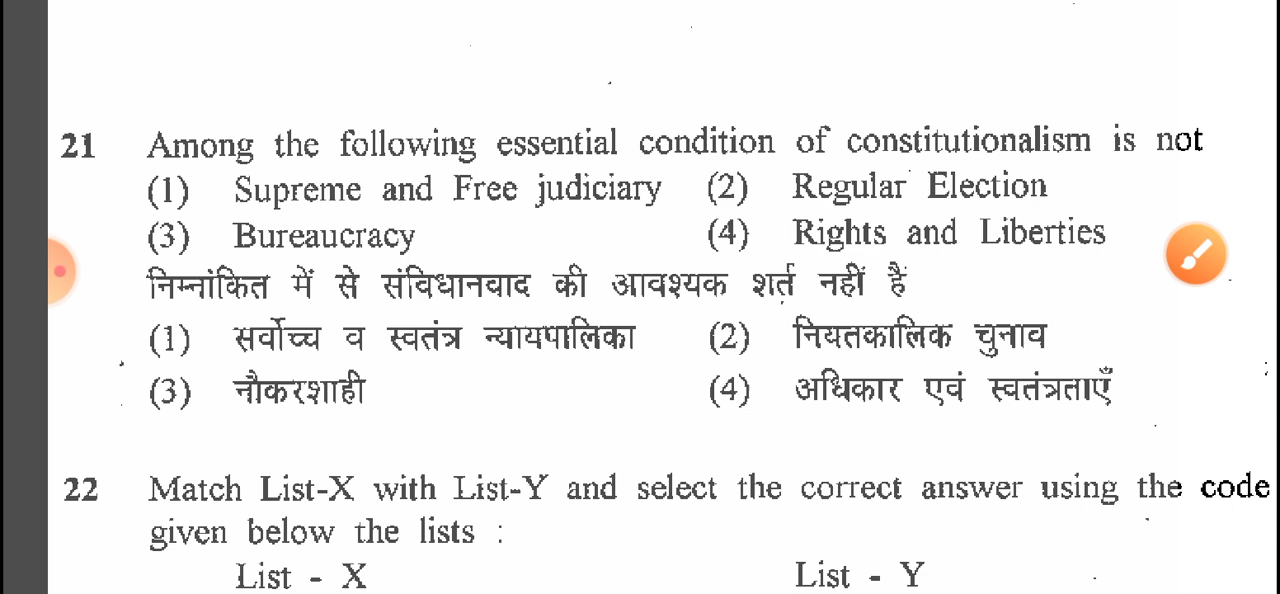 21 Among the following essential condition of constitutionalism is not
(1) Supreme and Free judiciary (2) Regular Election
(3) Bureaucracy (4) Rights and Liberties
निम्नांकित में से संविधानवाद की आवश्यक शर्त नहीं है
(1) सर्वोच्च व स्वतंत्र न्यायपालिका (2) नियतकालिक चुनाव
(3) नौकरशाही (4) अधिकार एवं स्वतंत्रताएँ
22 Match List-X with List-Y and select the correct answer using the code
given below the lists :
List - X List - Y